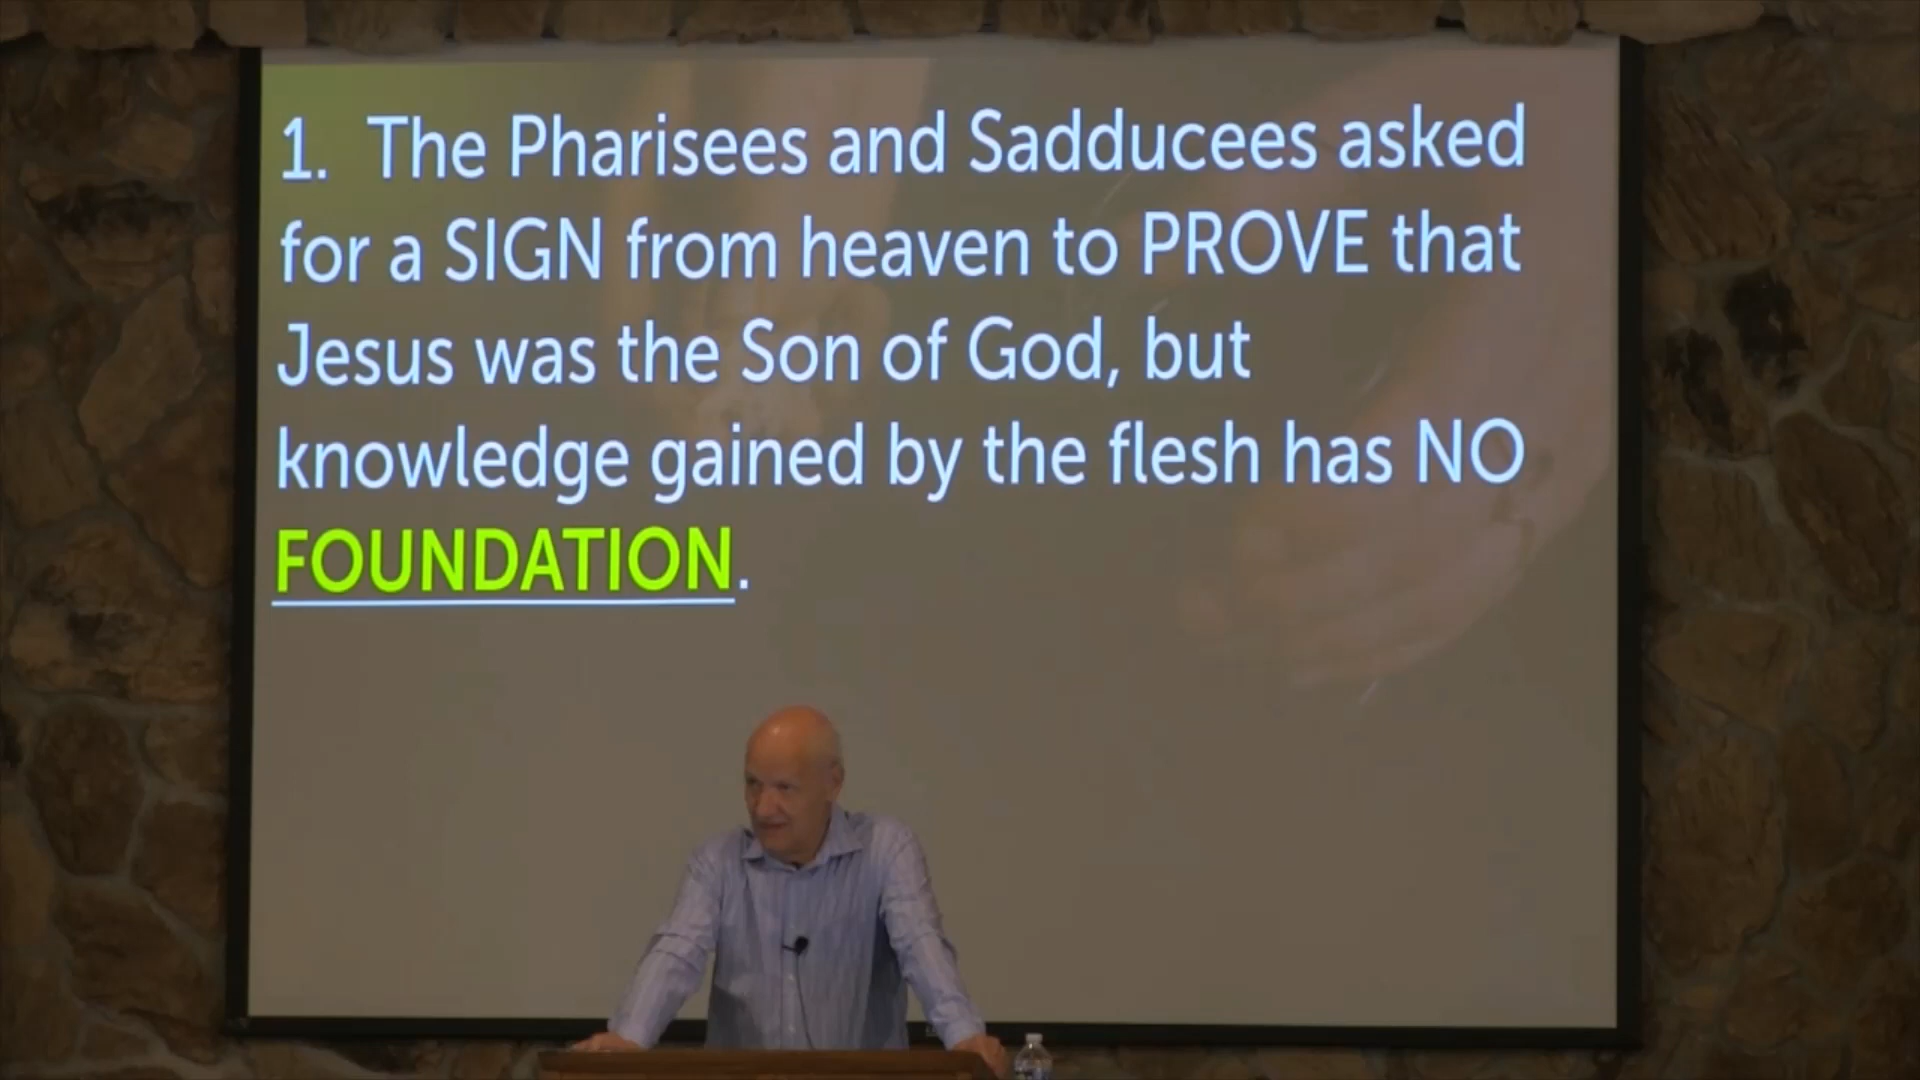 1. The Pharisees and Sadducees asked
for a SIGN from heaven to PROVE that
Jesus was the Son of God, but
knowledge gained by the flesh has NO
FOUNDATION.